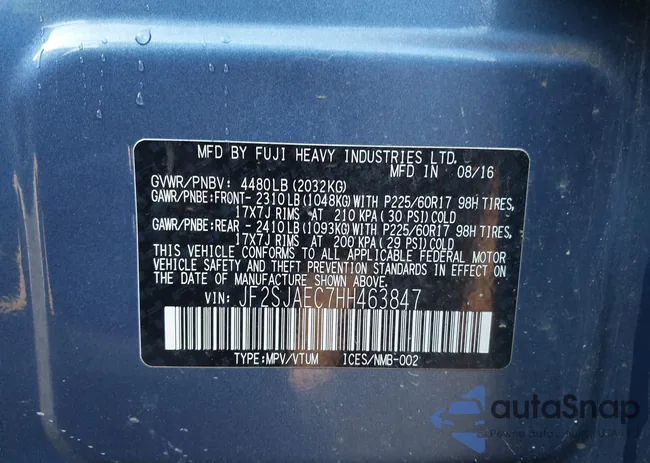 MFD BY FUJI HEAVY INDUSTRIES LTD.
MFD IN 08/16
GVWR/PNBV: 4480LB(2032KG)
GAWR/PNBE:FRONT-2310LB(1048KG)WITH P225/60R17 98H TIRES,
17X7J RIMS AT 210 KPA(30 PSI)COLD
GAWR/PNBE:REAR -2410LB(1093KG)WITH P225/60R17 98H TIRES,
17X7J RIMS AT 200 KPA(29 PSI)COLD
THIS VEHICLE CONFORMS TO ALL APPLICABLE FEDERAL MOTOR
VEHICLE SAFETY AND THEFT PREVENTION STANDARDS IN EFFECT ON
THE DATE OF MANUFACTURE SHOWN ABOVE.
VIN: JF2SJAEC7HH463847
TYPE:MPV/VTUM ICES/NMB-002
autaSnap